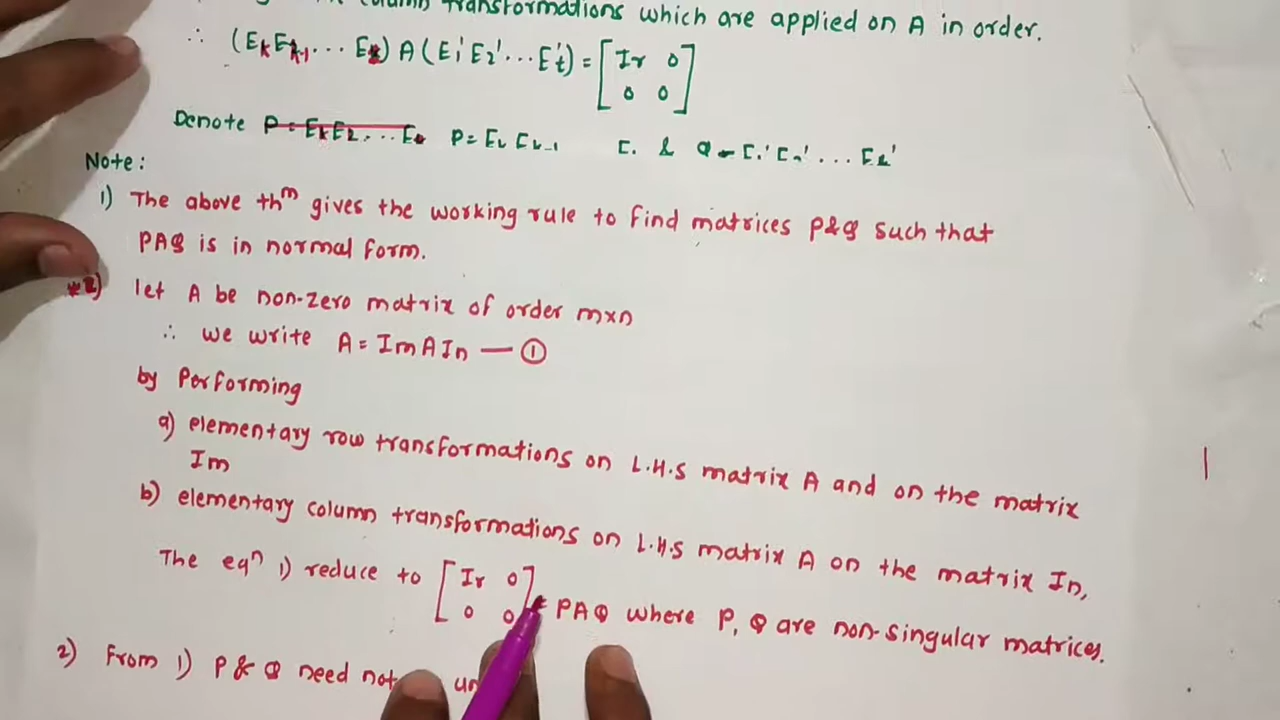 column transformations which are applied on A in order.
∴ (Ek Ek-1 ... E1) A (E1' E2' ... Et') = [Ir 0
0 0]
Denote P = Ek Ek-1 E1 & Q = E1'
Note:
1) The above thm gives the working rule to find matrices P&Q such that
PAQ is in normal form.
let A be non-zero matrix of order mxn
∴ we write A = Im A In — ①
by Performing
a) elementary row transformations on L.H.S matrix A and on the matrix
Im
b) elementary column transformations on L.H.S matrix A on the matrix In,
The eqn 1) reduce to [Ir 0
0 0] = PAQ where P, Q are non-singular matrices.
2) From 1) P & Q need not